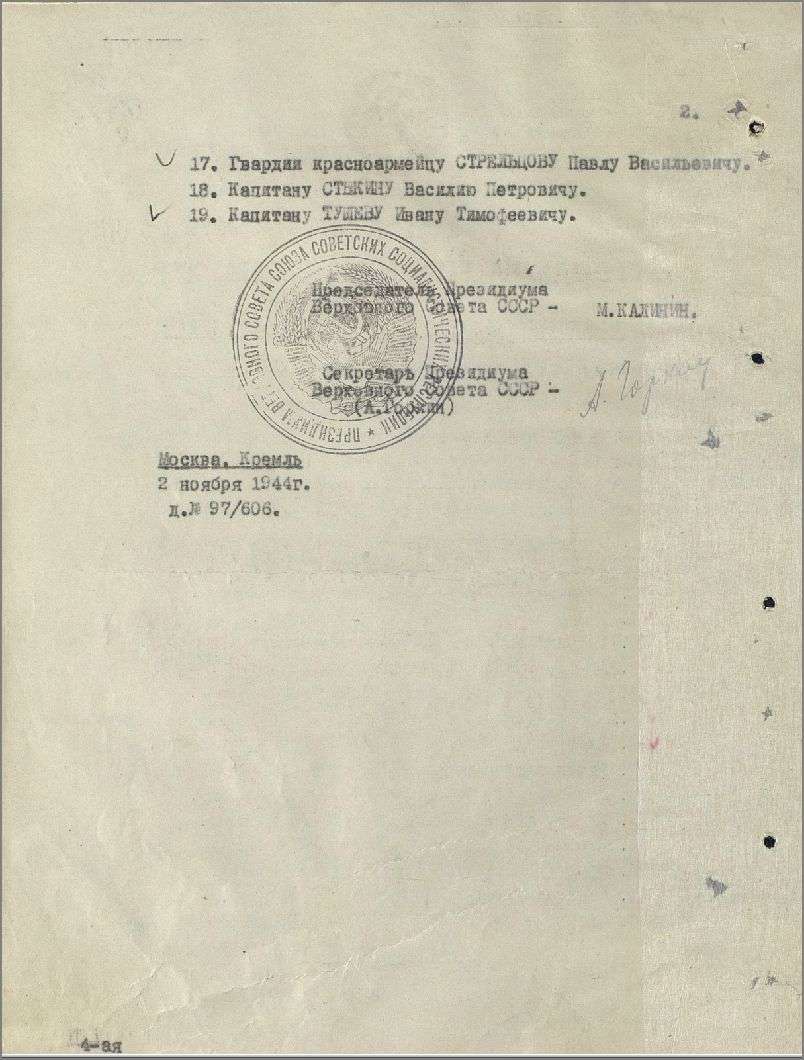 2.
17. Гвардии красноармейцу СТРЕЛЬЦОВУ Павлу Васильевичу.
18. Капитану СТЫКИНУ Василию Петровичу.
19. Капитану ТУШЕВУ Ивану Тимофеевичу.
Председатель Президиума
Верховного Совета СССР - М.КАЛИНИН.
Секретарь Президиума
Верховного Совета СССР -
(А.Горкин)
А. Горкин
ПРЕЗИДИУМ ВЕРХОВНОГО СОВЕТА СОЮЗА СОВЕТСКИХ СОЦИАЛИСТИЧЕСКИХ РЕСПУБЛИК
Москва, Кремль
2 ноября 1944г.
д.№ 97/606.
4-ая